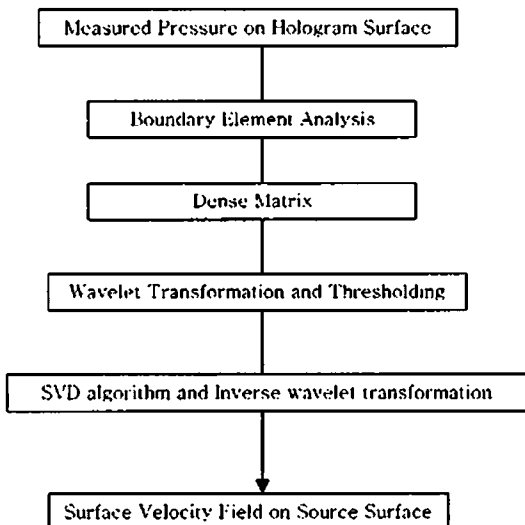 Measured Pressure on Hologram Surface
Boundary Element Analysis
Dense Matrix
Wavelet Transformation and Thresholding
SVD algorithm and Inverse wavelet transformation
Surface Velocity Field on Source Surface